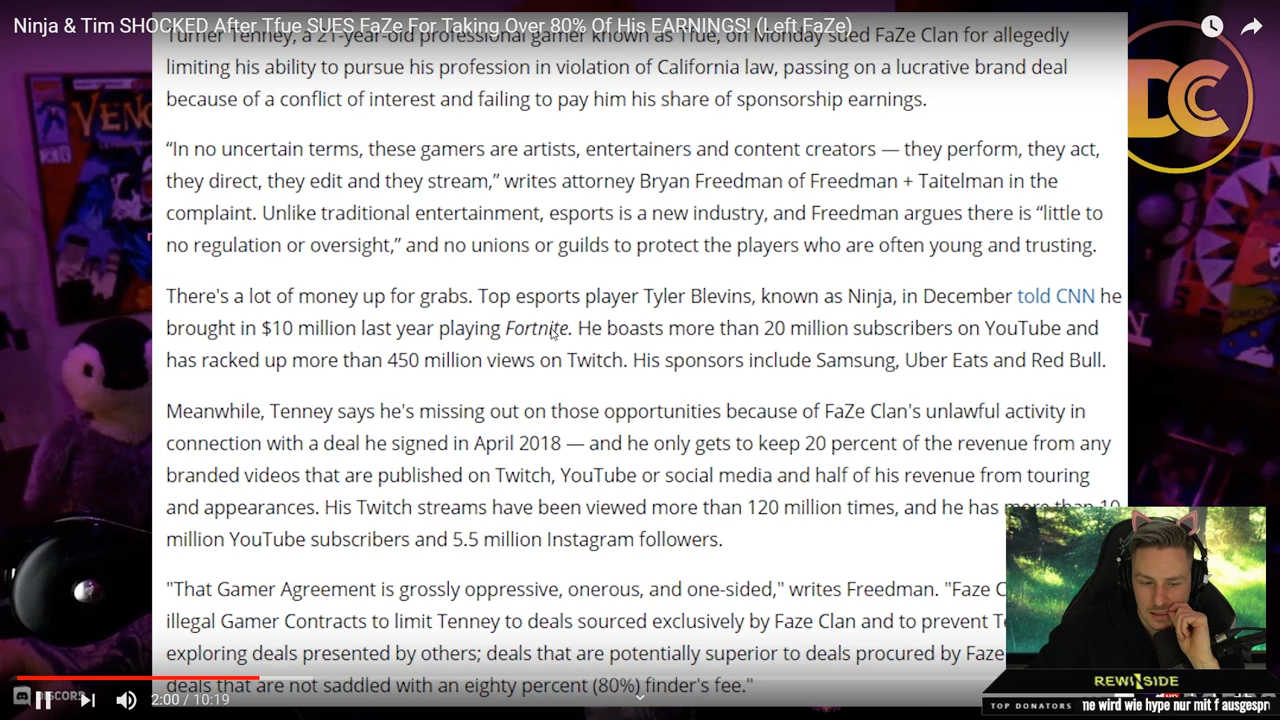 Ninja & Tim SHOCKED After Tfue SUES FaZe For Taking Over 80% Of His EARNINGS! (Left FaZe)
Turner Tenney, a 21-year-old professional gamer known as Tfue, on Monday sued FaZe Clan for allegedly
limiting his ability to pursue his profession in violation of California law, passing on a lucrative brand deal
because of a conflict of interest and failing to pay him his share of sponsorship earnings.
“In no uncertain terms, these gamers are artists, entertainers and content creators — they perform, they act,
they direct, they edit and they stream,” writes attorney Bryan Freedman of Freedman + Taitelman in the
complaint. Unlike traditional entertainment, esports is a new industry, and Freedman argues there is “little to
no regulation or oversight,” and no unions or guilds to protect the players who are often young and trusting.
There's a lot of money up for grabs. Top esports player Tyler Blevins, known as Ninja, in December told CNN he
brought in $10 million last year playing Fortnite. He boasts more than 20 million subscribers on YouTube and
has racked up more than 450 million views on Twitch. His sponsors include Samsung, Uber Eats and Red Bull.
Meanwhile, Tenney says he's missing out on those opportunities because of FaZe Clan's unlawful activity in
connection with a deal he signed in April 2018 — and he only gets to keep 20 percent of the revenue from any
branded videos that are published on Twitch, YouTube or social media and half of his revenue from touring
and appearances. His Twitch streams have been viewed more than 120 million times, and he has more than 10
million YouTube subscribers and 5.5 million Instagram followers.
"That Gamer Agreement is grossly oppressive, onerous, and one-sided," writes Freedman. "Faze C
illegal Gamer Contracts to limit Tenney to deals sourced exclusively by Faze Clan and to prevent Te
exploring deals presented by others; deals that are potentially superior to deals procured by Faze
deals that are not saddled with an eighty percent (80%) finder's fee."
VENO
DC
DISCORS
2:00 / 10:19
REWINSIDE
TOP DONATORS
ne wird wie hype nur mit f ausgespr